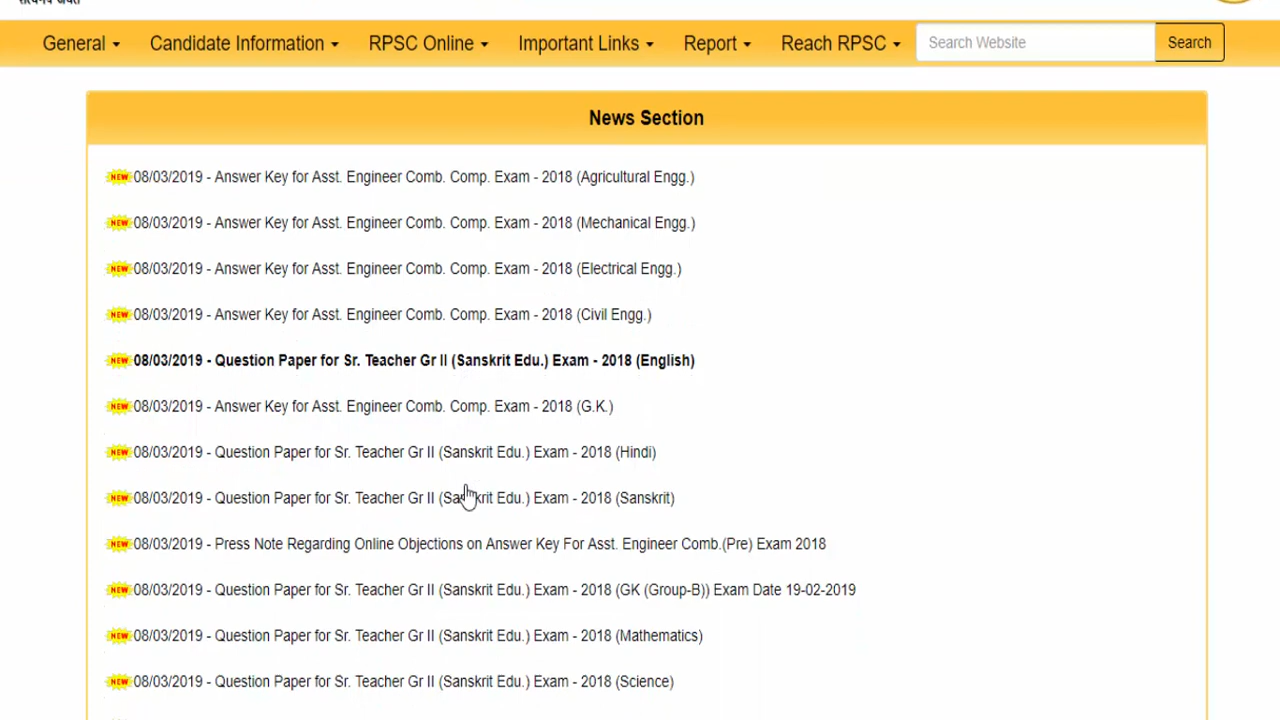 General
Candidate Information
RPSC Online
Important Links
Report
Reach RPSC
Search Website
Search
News Section
NEW 08/03/2019 - Answer Key for Asst. Engineer Comb. Comp. Exam - 2018 (Agricultural Engg.)
NEW 08/03/2019 - Answer Key for Asst. Engineer Comb. Comp. Exam - 2018 (Mechanical Engg.)
NEW 08/03/2019 - Answer Key for Asst. Engineer Comb. Comp. Exam - 2018 (Electrical Engg.)
NEW 08/03/2019 - Answer Key for Asst. Engineer Comb. Comp. Exam - 2018 (Civil Engg.)
NEW 08/03/2019 - Question Paper for Sr. Teacher Gr II (Sanskrit Edu.) Exam - 2018 (English)
NEW 08/03/2019 - Answer Key for Asst. Engineer Comb. Comp. Exam - 2018 (G.K.)
NEW 08/03/2019 - Question Paper for Sr. Teacher Gr II (Sanskrit Edu.) Exam - 2018 (Hindi)
NEW 08/03/2019 - Question Paper for Sr. Teacher Gr II (Sanskrit Edu.) Exam - 2018 (Sanskrit)
NEW 08/03/2019 - Press Note Regarding Online Objections on Answer Key For Asst. Engineer Comb.(Pre) Exam 2018
NEW 08/03/2019 - Question Paper for Sr. Teacher Gr II (Sanskrit Edu.) Exam - 2018 (GK (Group-B)) Exam Date 19-02-2019
NEW 08/03/2019 - Question Paper for Sr. Teacher Gr II (Sanskrit Edu.) Exam - 2018 (Mathematics)
NEW 08/03/2019 - Question Paper for Sr. Teacher Gr II (Sanskrit Edu.) Exam - 2018 (Science)